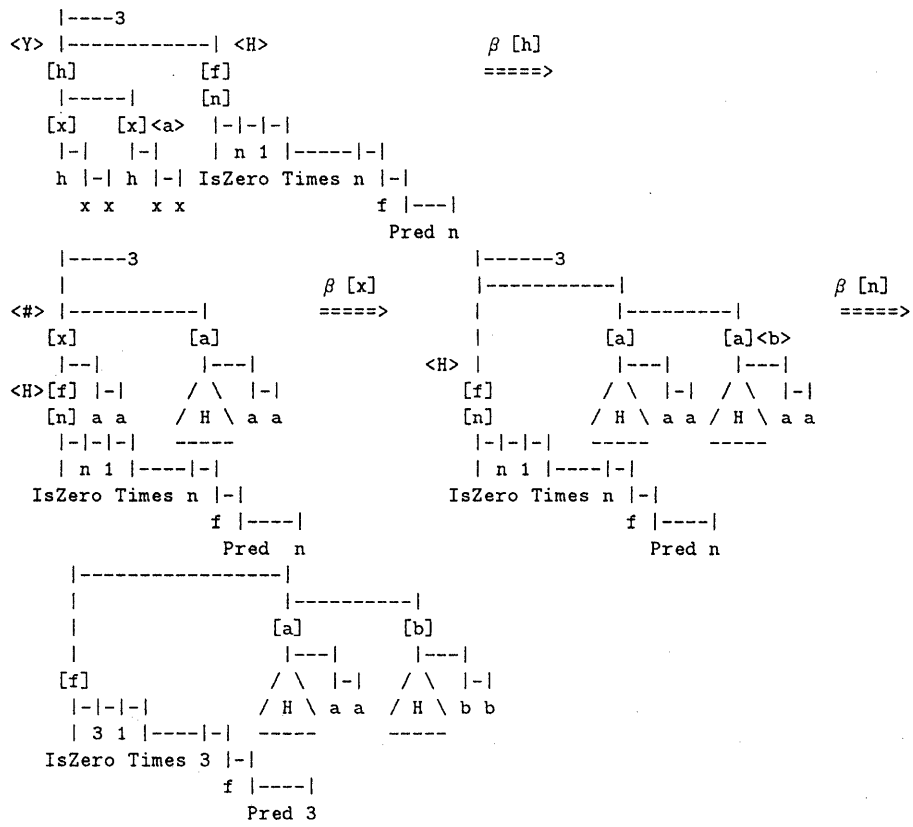 |----3
<Y> |------------| <H>          β [h]
[h]          [f]          =====>
|-----|      [n]
[x]   [x]<a>  |-|-|-|
|-|   |-|    | n 1 |-----|-|
h |-| h |-|  IsZero Times n |-|
x x   x x                f |---|
Pred n
|-----3                            |------3
|                    β [x]         |-----------|              β [n]
<#> |-----------|    =====>        |           |---------|    =====>
[x]         [a]                    |          [a]       [a]<b>
|--|         |---|           <H> |           |---|     |---|
<H>[f] |-|     / \  |-|             [f]         / \  |-|  / \  |-|
[n] a a    / H \ a a             [n]        / H \ a a / H \ a a
|-|-|-|    -----                  |-|-|-|   -----     -----
| n 1 |----|-|                    | n 1 |----|-|
IsZero Times n |-|                IsZero Times n |-|
f |----|                          f |----|
Pred  n                           Pred n
|-----------------|
|                 |----------|
|                [a]        [b]
|                 |---|      |---|
[f]               / \  |-|   / \  |-|
|-|-|-|          / H \ a a  / H \ b b
| 3 1 |----|-|   -----      -----
IsZero Times 3 |-|
f |----|
Pred 3